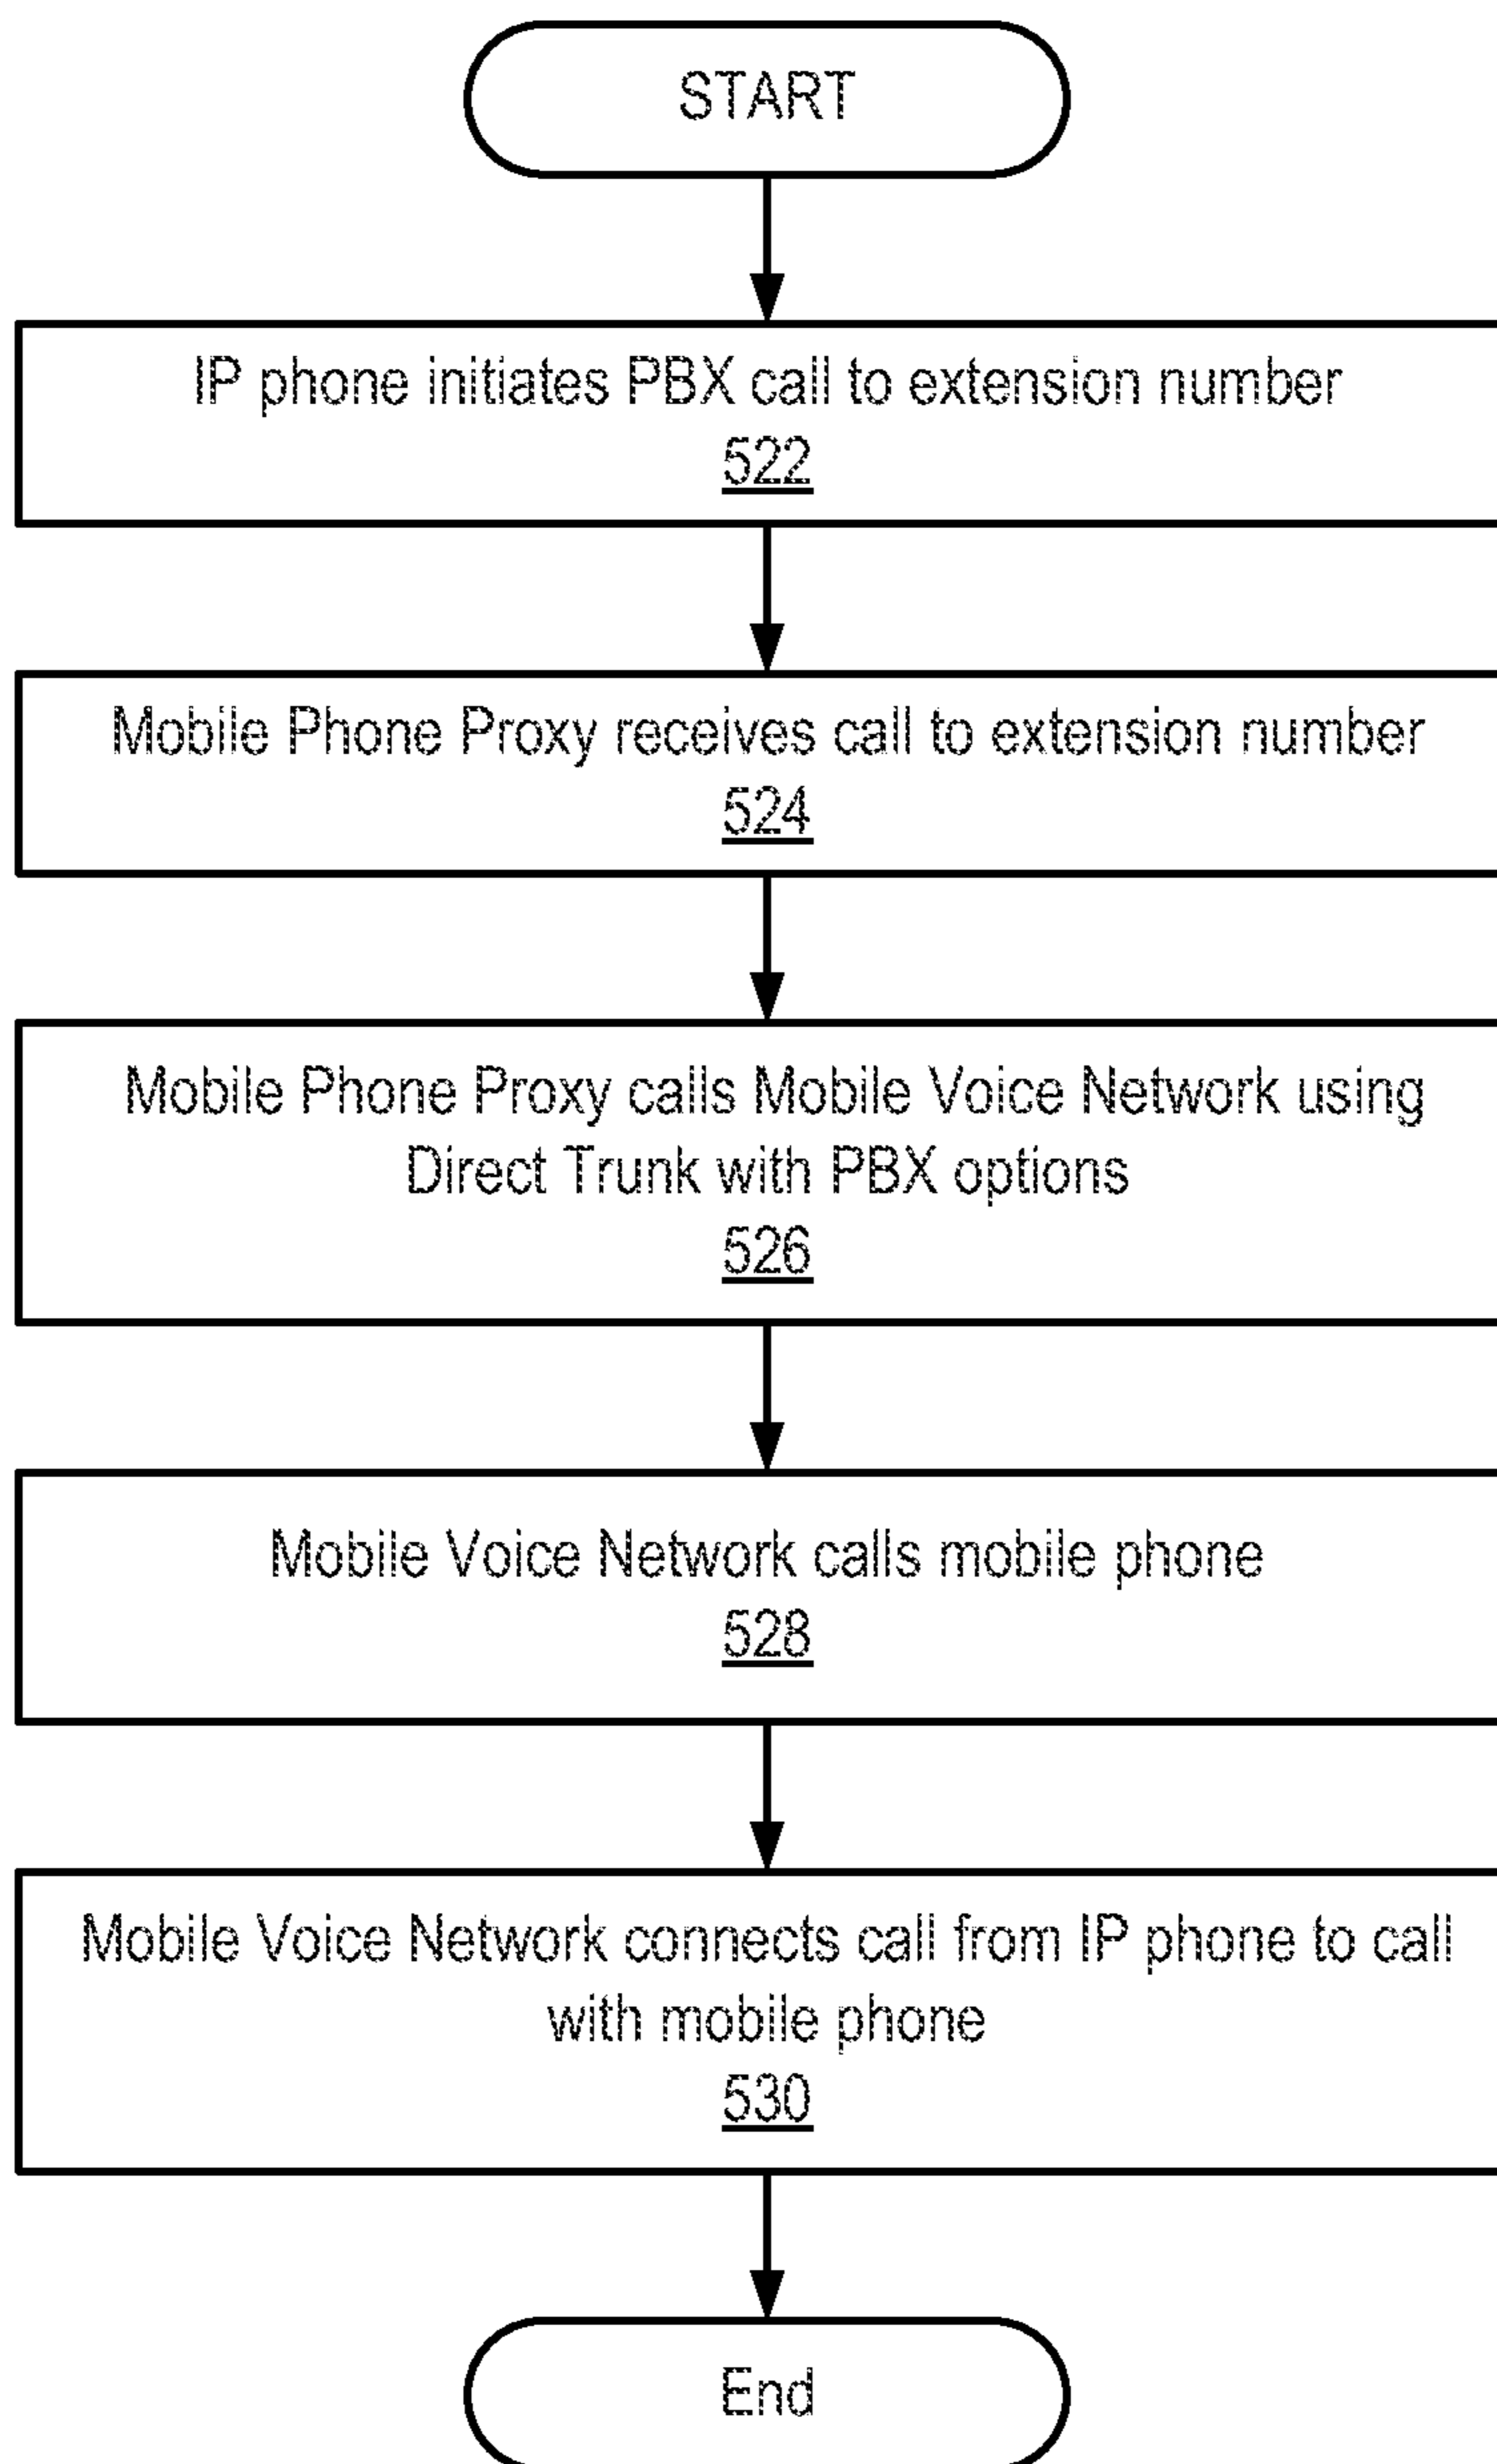 START
IP phone initiates PBX call to extension number
522
Mobile Phone Proxy receives call to extension number
524
Mobile Phone Proxy calls Mobile Voice Network using
Direct Trunk with PBX options
526
Mobile Voice Network calls mobile phone
528
Mobile Voice Network connects call from IP phone to call
with mobile phone
530
End